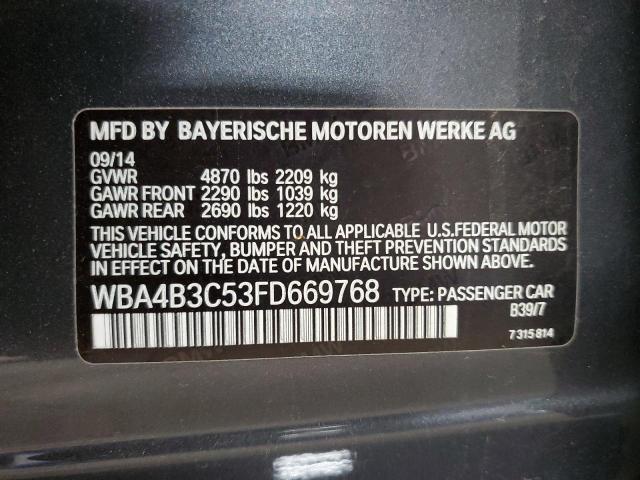 MFD BY BAYERISCHE MOTOREN WERKE AG
09/14
GVWR 4870 lbs 2209 kg
GAWR FRONT 2290 lbs 1039 kg
GAWR REAR 2690 lbs 1220 kg
THIS VEHICLE CONFORMS TO ALL APPLICABLE U.S.FEDERAL MOTOR
VEHICLE SAFETY, BUMPER AND THEFT PREVENTION STANDARDS
IN EFFECT ON THE DATE OF MANUFACTURE SHOWN ABOVE.
WBA4B3C53FD669768 TYPE: PASSENGER CAR
B39/7
7 315 814